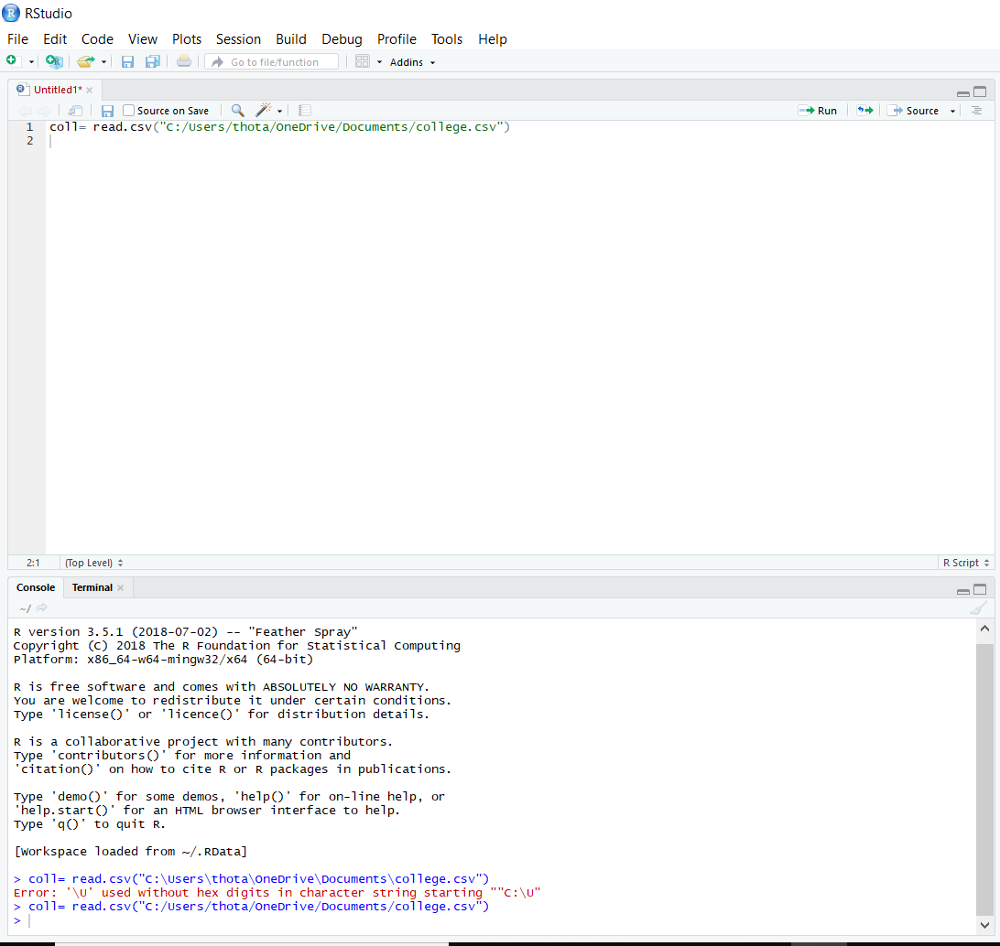 RStudio
File Edit Code View Plots Session Build Debug Profile Tools Help
Go to file/function Addins
Untitled1*
Source on Save Run Source
1 coll= read.csv("C:/Users/thota/OneDrive/Documents/college.csv")
2
2:1 (Top Level) R Script
Console Terminal
~/
R version 3.5.1 (2018-07-02) -- "Feather Spray"
Copyright (C) 2018 The R Foundation for Statistical Computing
Platform: x86_64-w64-mingw32/x64 (64-bit)
R is free software and comes with ABSOLUTELY NO WARRANTY.
You are welcome to redistribute it under certain conditions.
Type 'license()' or 'licence()' for distribution details.
R is a collaborative project with many contributors.
Type 'contributors()' for more information and
'citation()' on how to cite R or R packages in publications.
Type 'demo()' for some demos, 'help()' for on-line help, or
'help.start()' for an HTML browser interface to help.
Type 'q()' to quit R.
[Workspace loaded from ~/.RData]
> coll= read.csv("C:\Users\thota\OneDrive\Documents\college.csv")
Error: '\U' used without hex digits in character string starting ""C:\U"
> coll= read.csv("C:/Users/thota/OneDrive/Documents/college.csv")
>